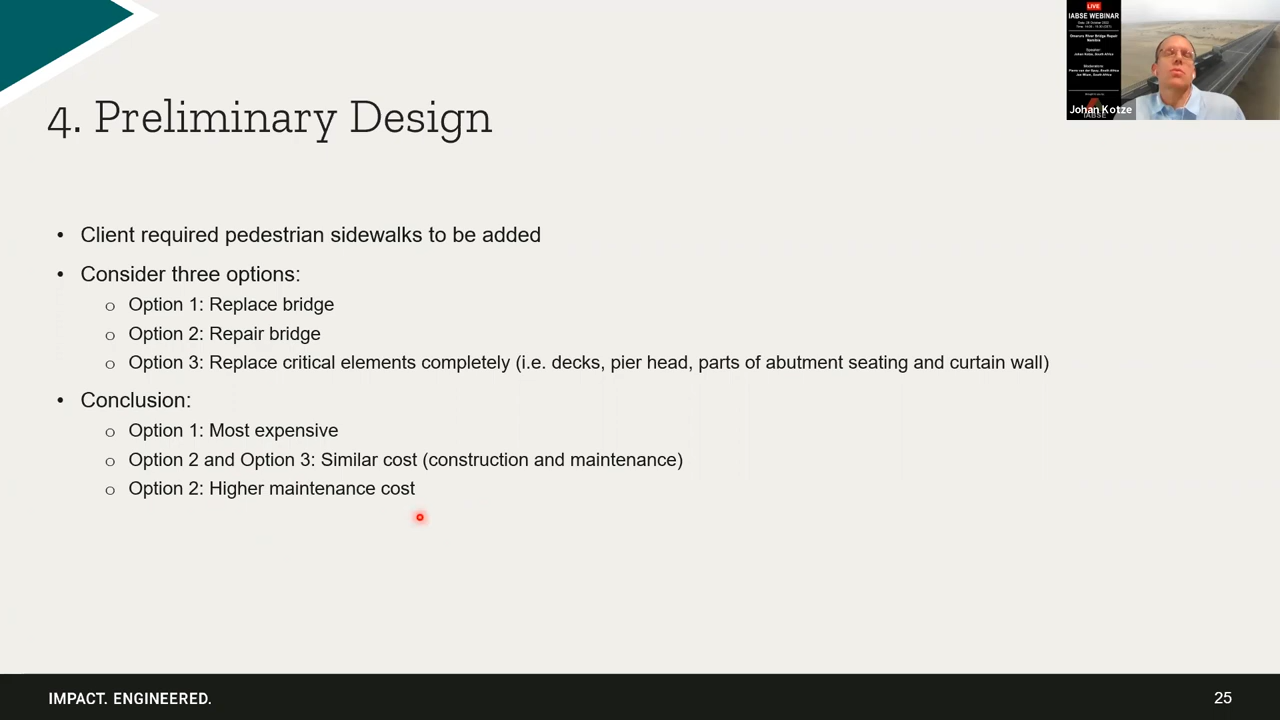 LIVE
IABSE WEBINAR
Johan Kotze
IABSE
4. Preliminary Design
• Client required pedestrian sidewalks to be added
• Consider three options:
o Option 1: Replace bridge
o Option 2: Repair bridge
o Option 3: Replace critical elements completely (i.e. decks, pier head, parts of abutment seating and curtain wall)
• Conclusion:
o Option 1: Most expensive
o Option 2 and Option 3: Similar cost (construction and maintenance)
o Option 2: Higher maintenance cost
IMPACT. ENGINEERED.
25